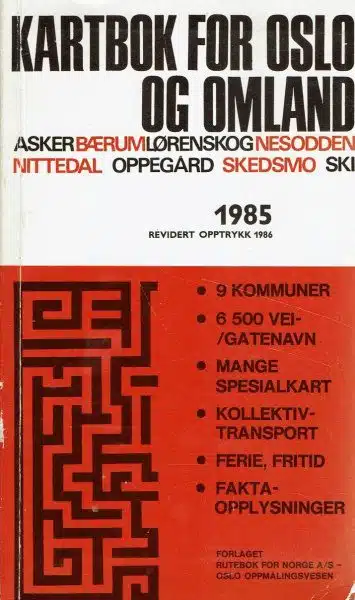 KARTBOK FOR OSLO
OG OMLAND
ASKER BÆRUM LØRENSKOG NESODDEN
NITTEDAL OPPEGÅRD SKEDSMO SKI
1985
REVIDERT OPPTRYKK 1986
• 9 KOMMUNER
• 6 500 VEI-
/GATENAVN
• MANGE
SPESIALKART
• KOLLEKTIV-
TRANSPORT
• FERIE, FRITID
• FAKTA-
OPPLYSNINGER
FORLAGET
RUTEBOK FOR NORGE A/S –
OSLO OPPMÅLINGSVESEN